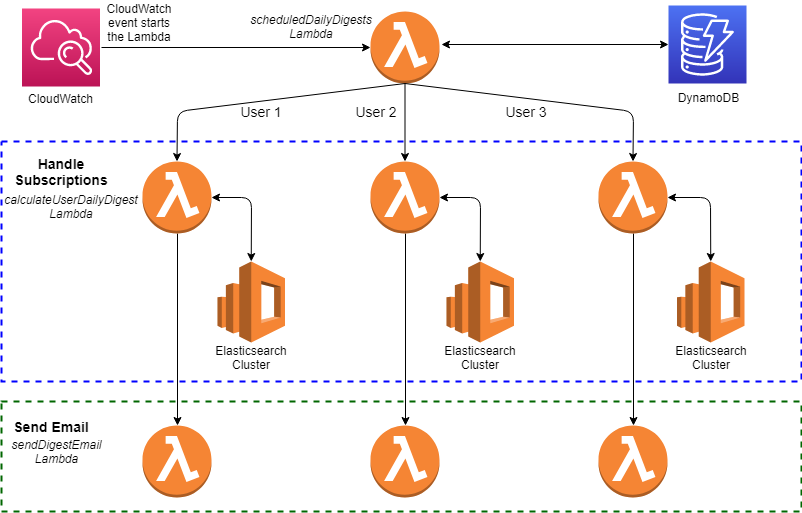 CloudWatch
event starts
the Lambda
scheduledDailyDigests
Lambda
CloudWatch
DynamoDB
User 1
User 2
User 3
Handle
Subscriptions
calculateUserDailyDigest
Lambda
Elasticsearch
Cluster
Elasticsearch
Cluster
Elasticsearch
Cluster
Send Email
sendDigestEmail
Lambda